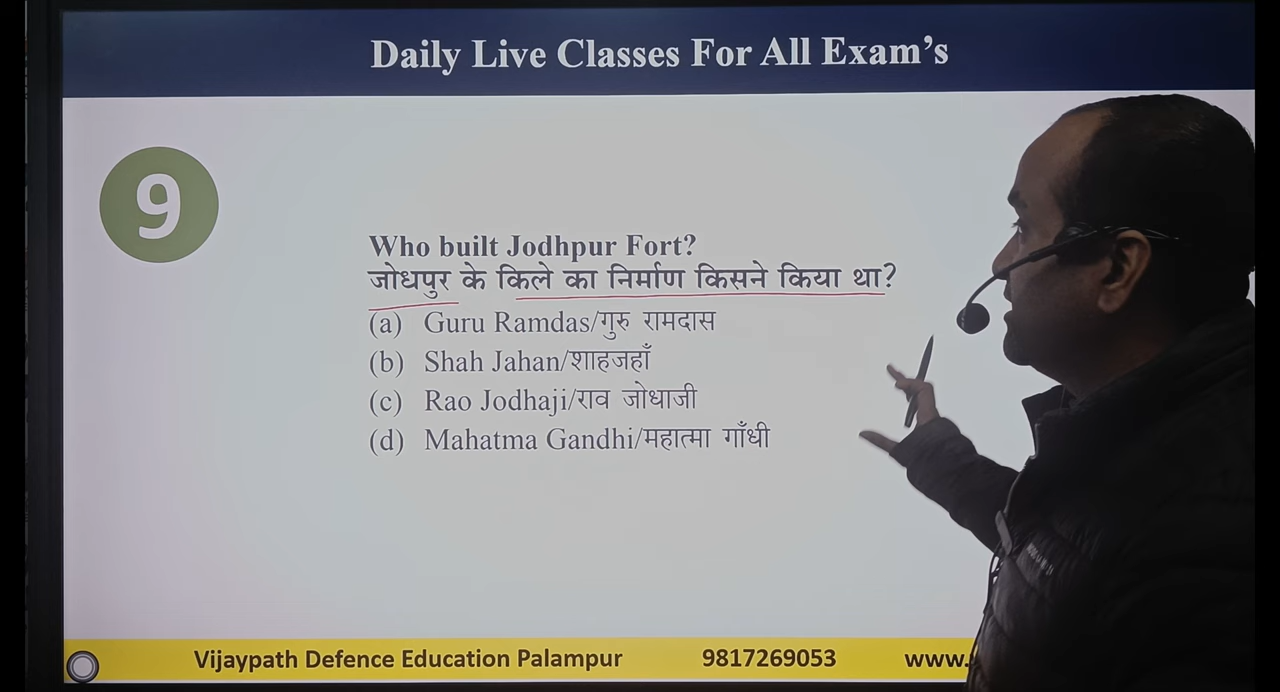 Daily Live Classes For All Exam's
9
Who built Jodhpur Fort?
जोधपुर के किले का निर्माण किसने किया था?
(a) Guru Ramdas/गुरु रामदास
(b) Shah Jahan/शाहजहाँ
(c) Rao Jodhaji/राव जोधाजी
(d) Mahatma Gandhi/महात्मा गाँधी
Vijaypath Defence Education Palampur 9817269053 www.